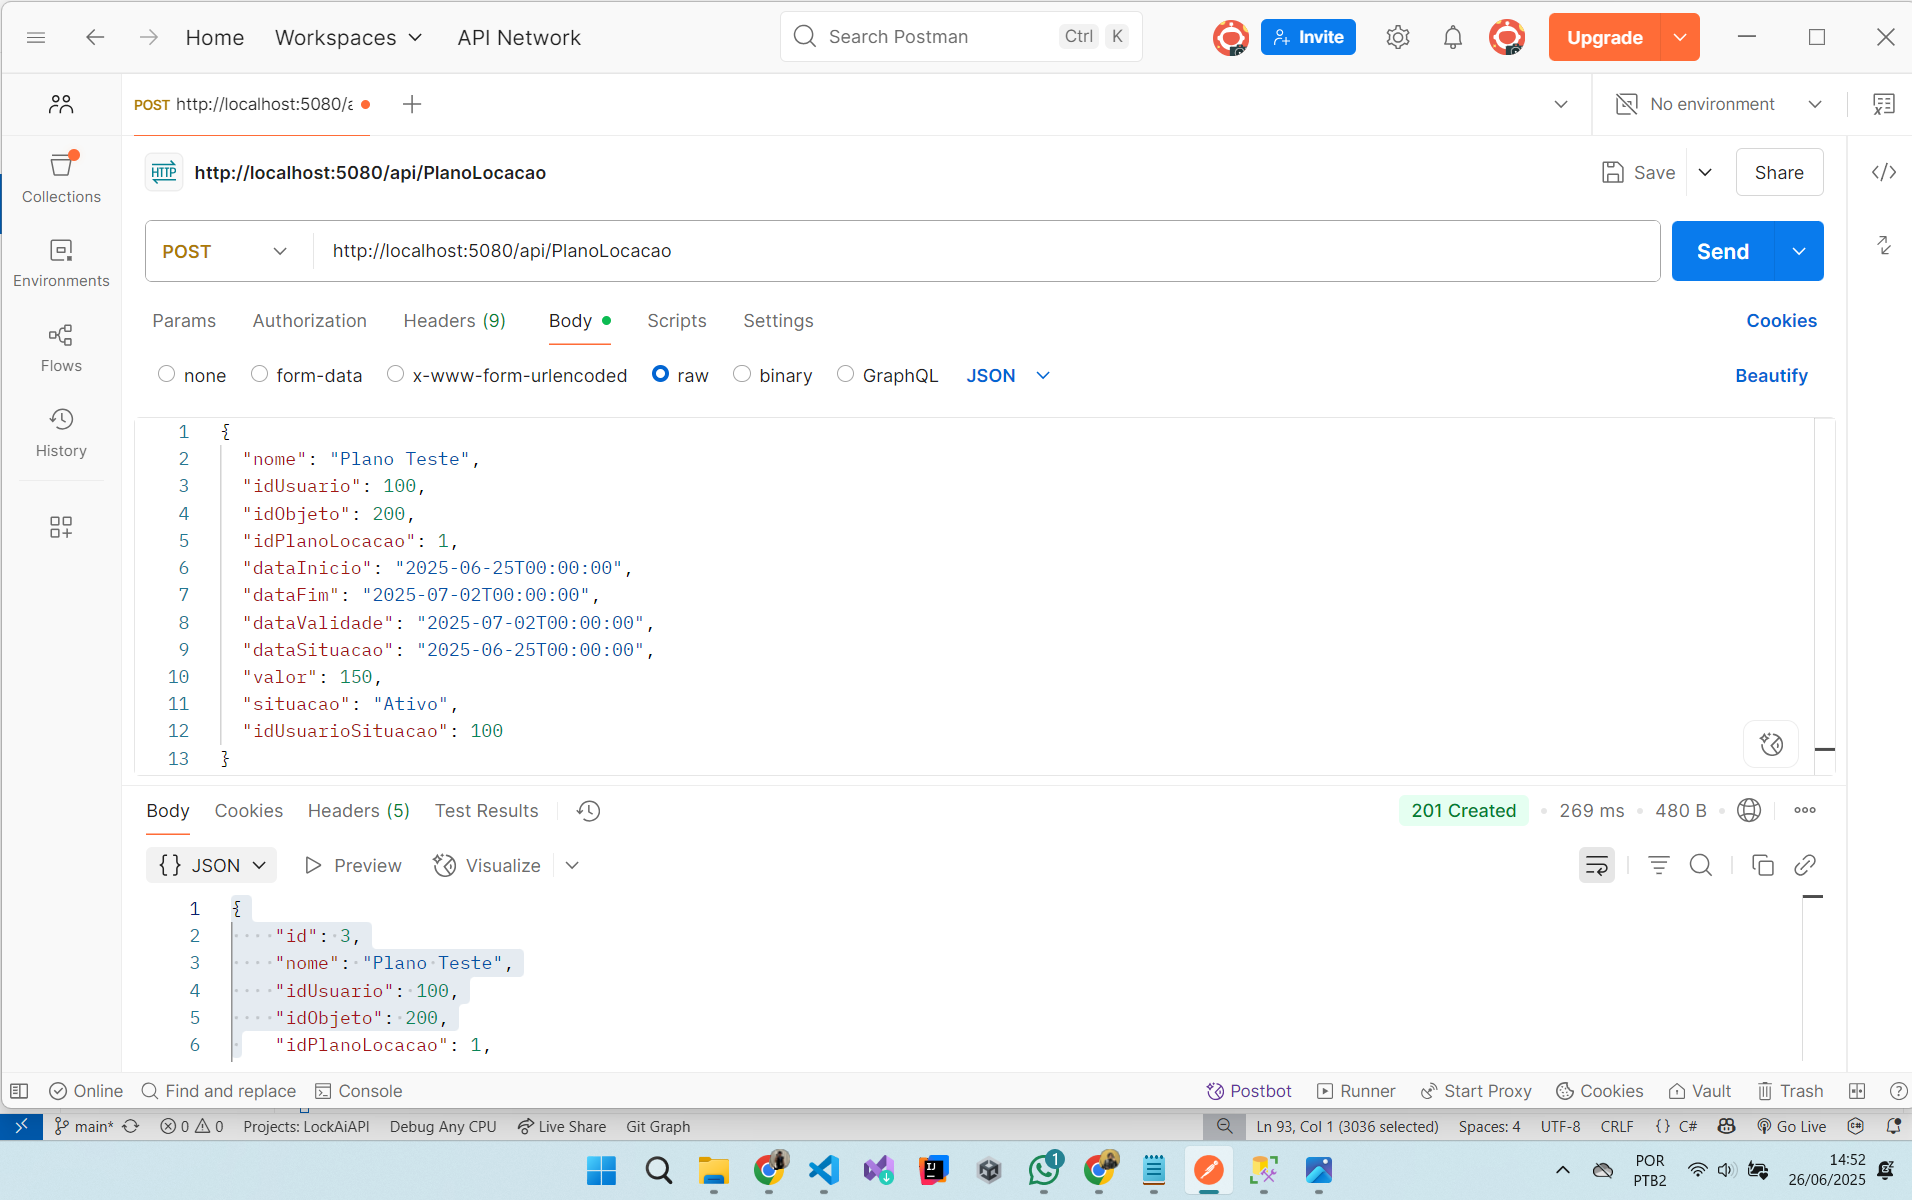 Home Workspaces API Network Search Postman Ctrl K Invite Upgrade
POST http://localhost:5080/a No environment
Collections
Environments
Flows
History
HTTP http://localhost:5080/api/PlanoLocacao Save Share
POST http://localhost:5080/api/PlanoLocacao Send
Params Authorization Headers (9) Body Scripts Settings Cookies
none form-data x-www-form-urlencoded raw binary GraphQL JSON Beautify
1 {
2 "nome": "Plano Teste",
3 "idUsuario": 100,
4 "idObjeto": 200,
5 "idPlanoLocacao": 1,
6 "dataInicio": "2025-06-25T00:00:00",
7 "dataFim": "2025-07-02T00:00:00",
8 "dataValidade": "2025-07-02T00:00:00",
9 "dataSituacao": "2025-06-25T00:00:00",
10 "valor": 150,
11 "situacao": "Ativo",
12 "idUsuarioSituacao": 100
13 }
Body Cookies Headers (5) Test Results 201 Created 269 ms 480 B
{} JSON Preview Visualize
1 {
2 "id": 3,
3 "nome": "Plano Teste",
4 "idUsuario": 100,
5 "idObjeto": 200,
6 "idPlanoLocacao": 1,
Online Find and replace Console Postbot Runner Start Proxy Cookies Vault Trash
main* 0 0 Projects: LockAiAPI Debug Any CPU Live Share Git Graph Ln 93, Col 1 (3036 selected) Spaces: 4 UTF-8 CRLF {} C# Go Live
1
POR 14:52
PTB2 26/06/2025